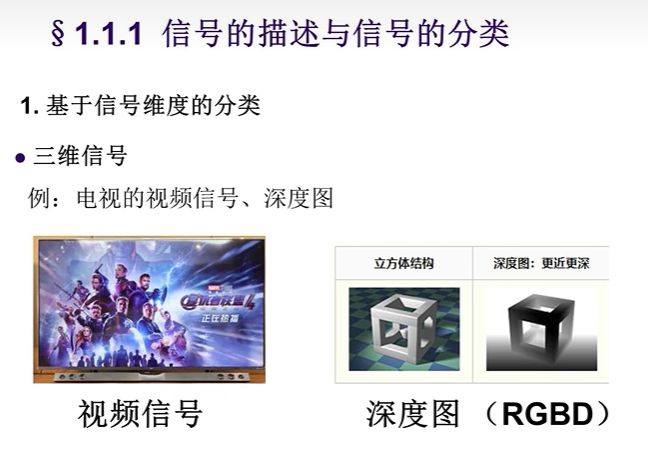 §1.1.1 信号的描述与信号的分类
1. 基于信号维度的分类
● 三维信号
例：电视的视频信号、深度图
MARVEL
复仇者联盟4
正在热播
立方体结构
深度图：更近更深
视频信号
深度图（RGBD）